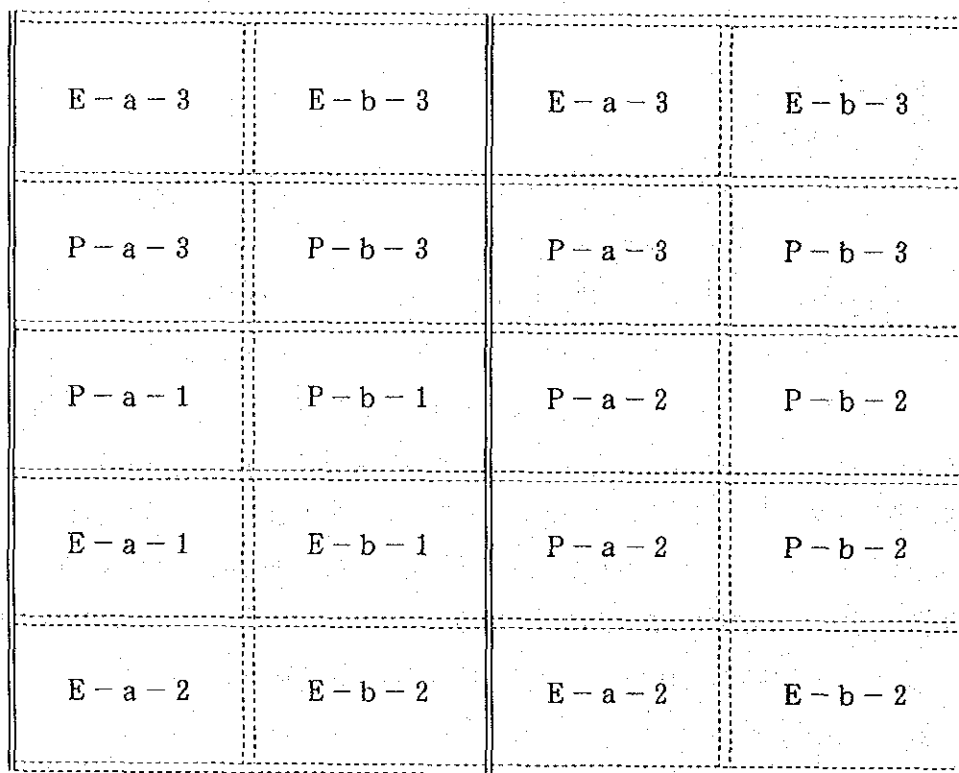 E－a－3 E－b－3 E－a－3 E－b－3
P－a－3 P－b－3 P－a－3 P－b－3
P－a－1 P－b－1 P－a－2 P－b－2
E－a－1 E－b－1 P－a－2 P－b－2
E－a－2 E－b－2 E－a－2 E－b－2